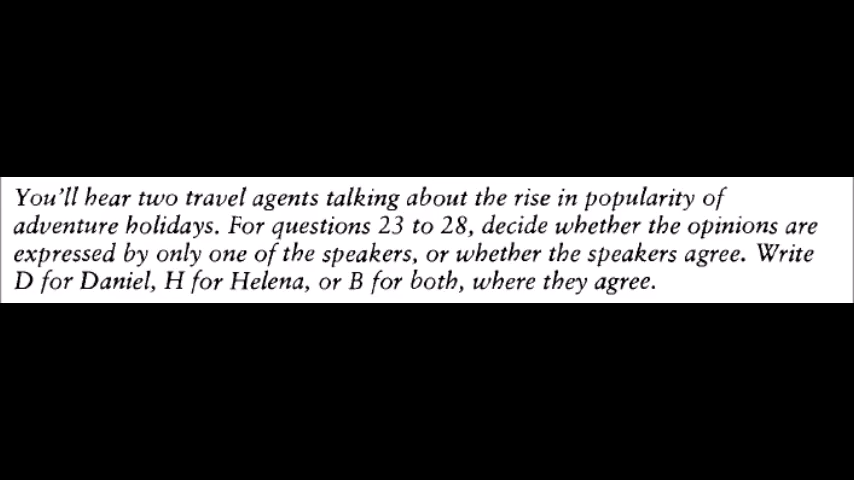 You'll hear two travel agents talking about the rise in popularity of
adventure holidays. For questions 23 to 28, decide whether the opinions are
expressed by only one of the speakers, or whether the speakers agree. Write
D for Daniel, H for Helena, or B for both, where they agree.